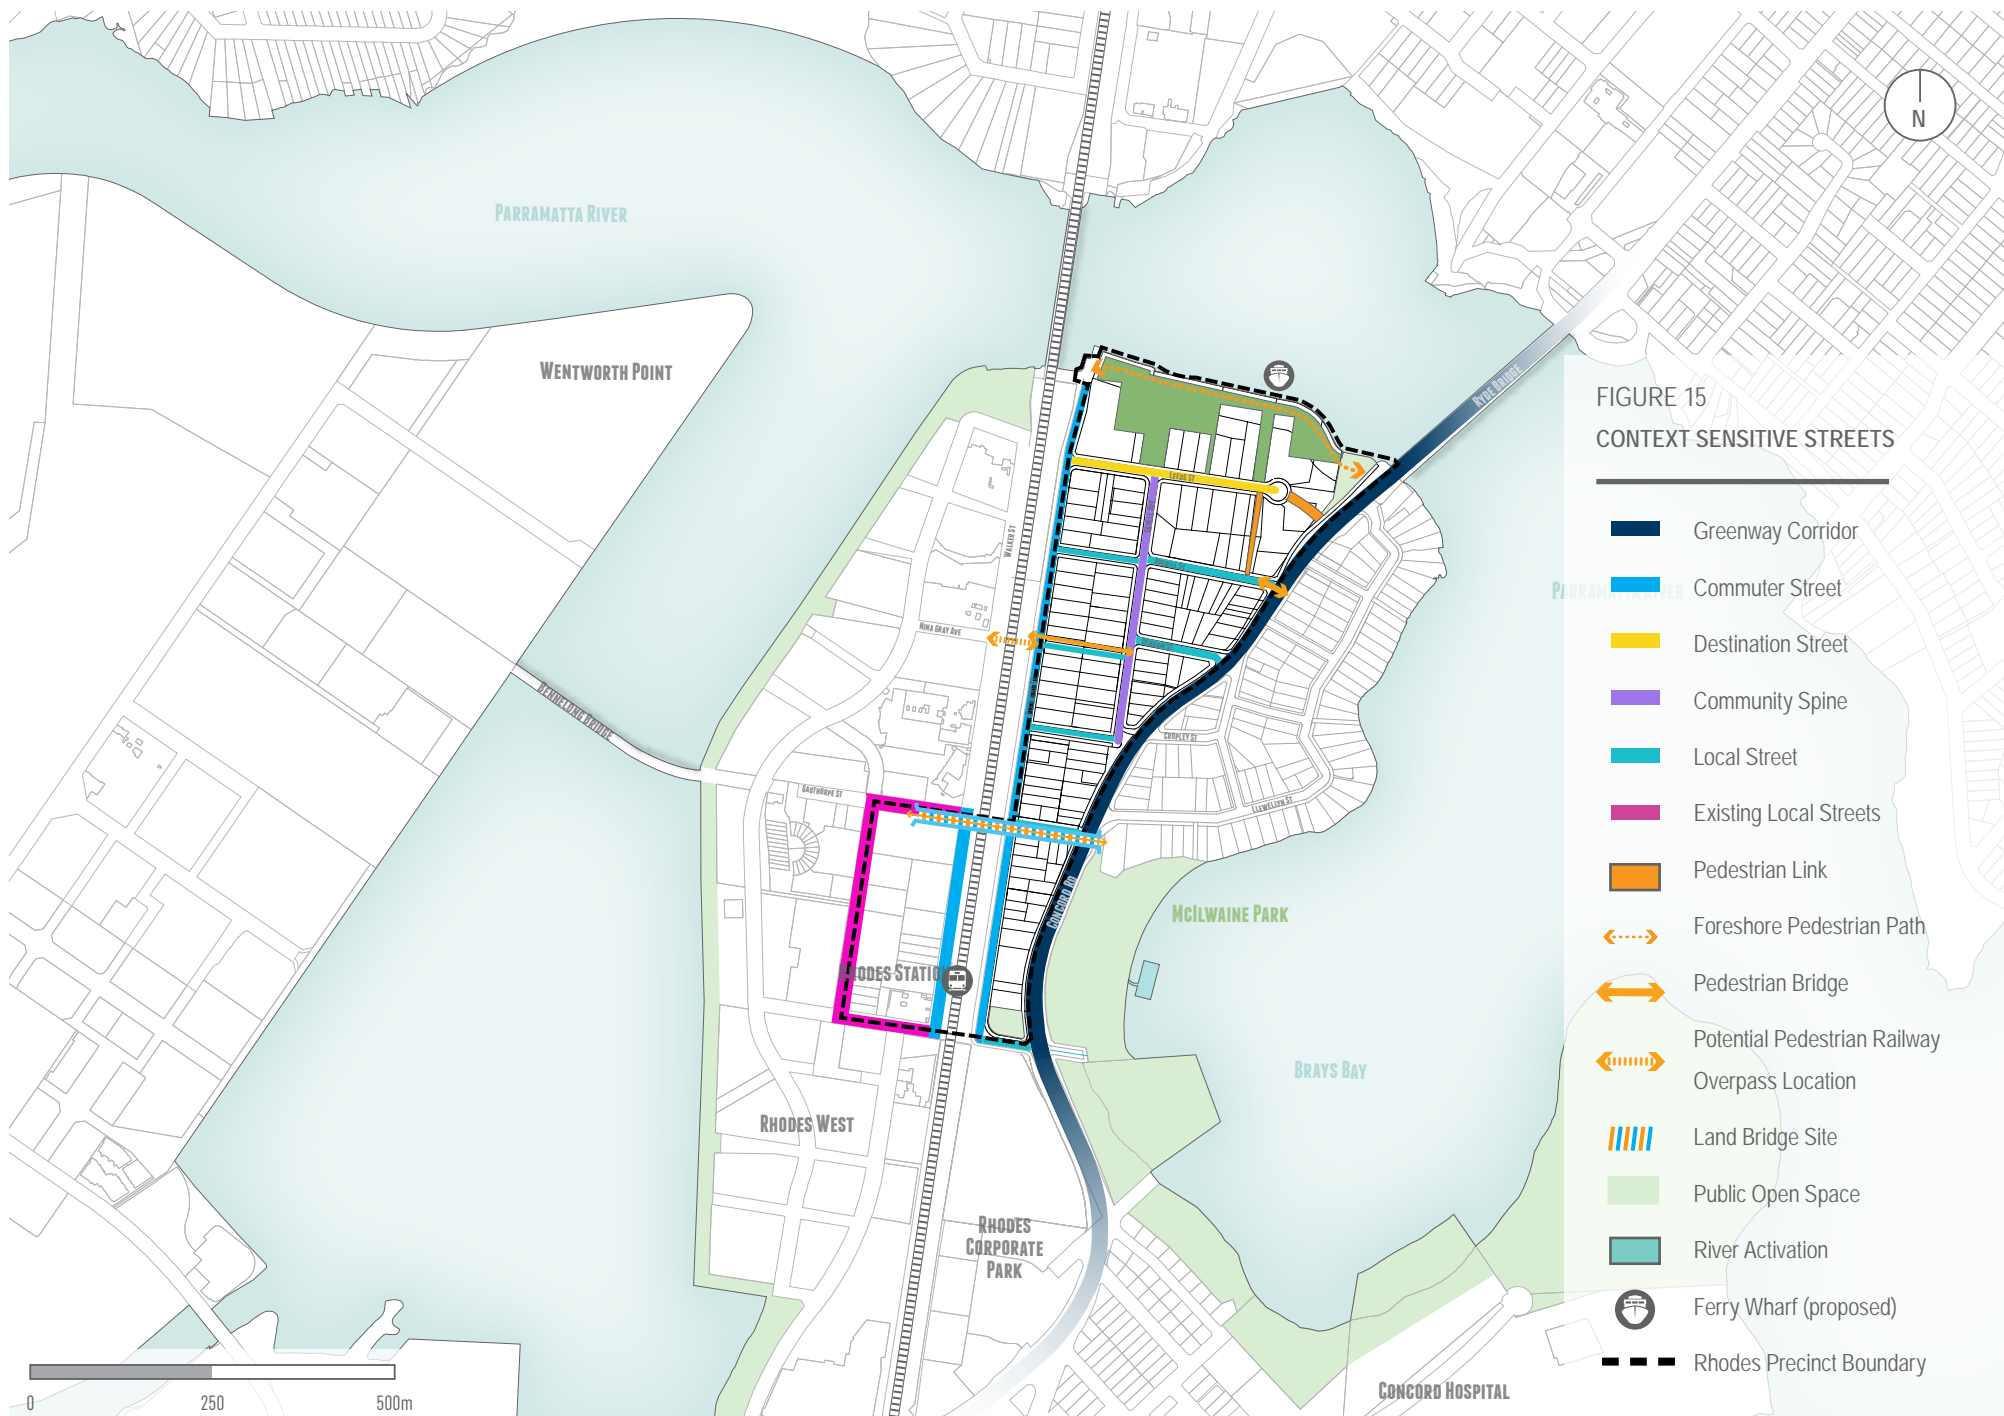 PARRAMATTA RIVER
N
WENTWORTH POINT
RYDE BRIDGE
FIGURE 15
CONTEXT SENSITIVE STREETS
LEEDS ST
WALKER ST
NINA GRAY AVE
PARRAMATTA RIVER
BENNELONG BRIDGE
CROPLEY ST
GAUTHORPE ST
LLEWELLYN ST
CONCORD RD
MCILWAINE PARK
RHODES STATION
BRAYS BAY
RHODES WEST
RHODES
CORPORATE
PARK
CONCORD HOSPITAL
Greenway Corridor
Commuter Street
Destination Street
Community Spine
Local Street
Existing Local Streets
Pedestrian Link
Foreshore Pedestrian Path
Pedestrian Bridge
Potential Pedestrian Railway
Overpass Location
Land Bridge Site
Public Open Space
River Activation
Ferry Wharf (proposed)
Rhodes Precinct Boundary
0 250 500m